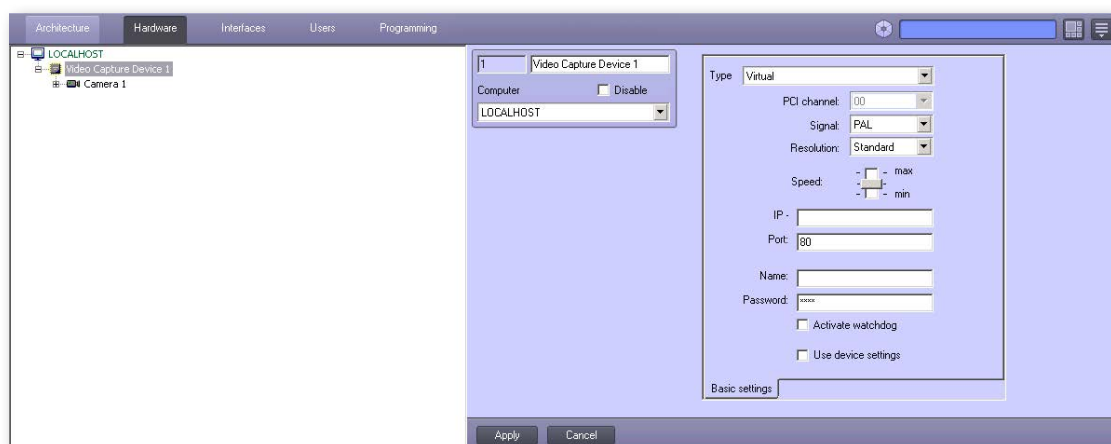 Architecture Hardware Interfaces Users Programming
LOCALHOST
Video Capture Device 1
Camera 1
1 Video Capture Device 1
Computer Disable
LOCALHOST
Type Virtual
PCI channel: 00
Signal: PAL
Resolution: Standard
max
Speed:
min
IP -
Port: 80
Name:
Password: ××××
Activate watchdog
Use device settings
Basic settings
Apply Cancel